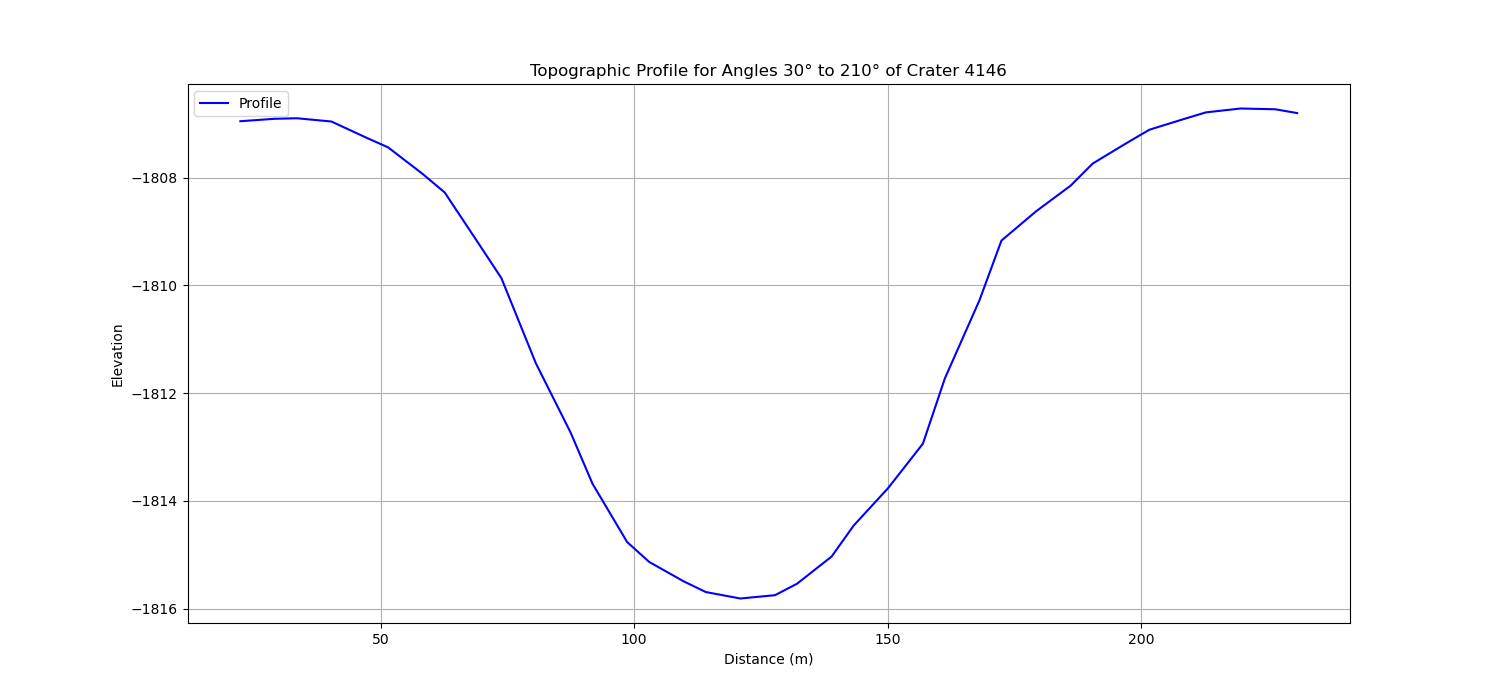 Topographic Profile for Angles 30° to 210° of Crater 4146
Profile
−1808
−1810
−1812
−1814
−1816
Elevation
50
100
150
200
Distance (m)